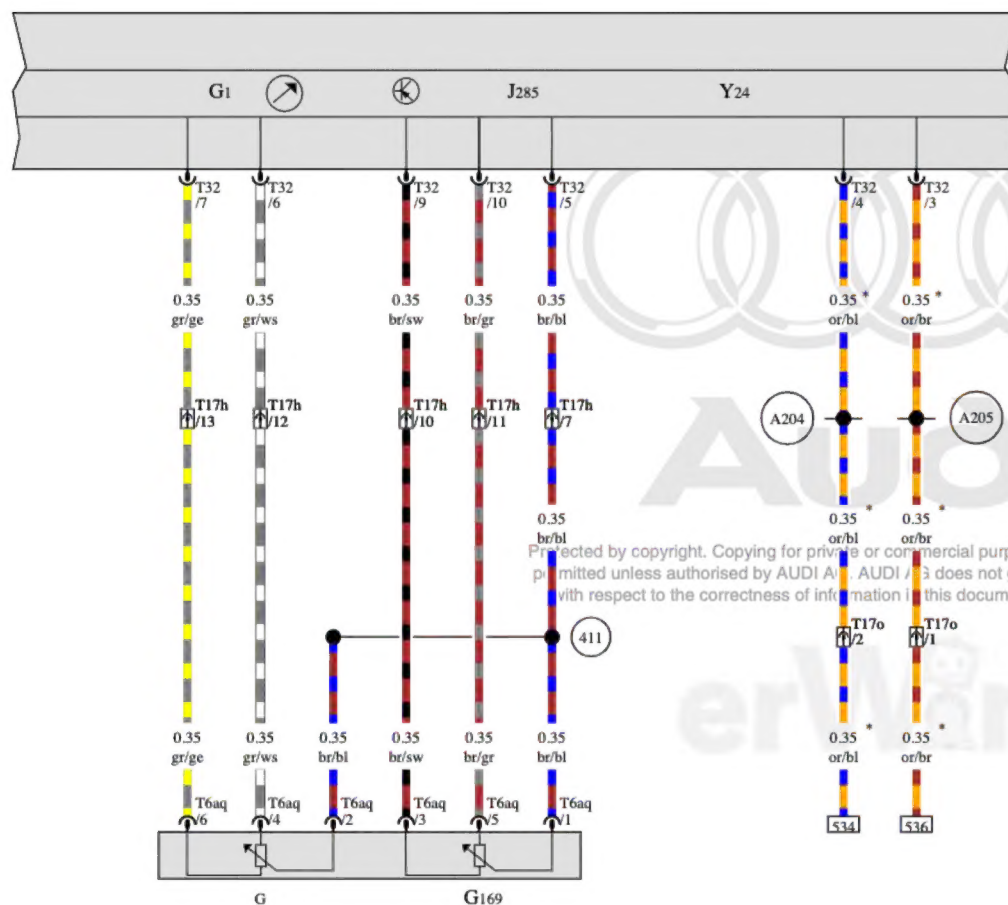 G1 J285 Y24
T32 T32 T32 T32 T32 T32 T32
/7 /6 /9 /10 /5 /4 /3
0.35 0.35 0.35 0.35 0.35 0.35 * 0.35 *
gr/ge gr/ws br/sw br/gr br/bl or/bl or/br
T17h T17h T17h T17h T17h
/13 /12 /10 /11 /7
A204 A205
Aud
0.35 0.35 * 0.35 *
br/bl or/bl or/br
Protected by copyright. Copying for private or commercial purp
permitted unless authorised by AUDI AG. AUDI AG does not
with respect to the correctness of information in this docum
411
T17o T17o
/2 /1
erW
0.35 0.35 0.35 0.35 0.35 0.35 0.35 * 0.35 *
gr/ge gr/ws br/bl br/sw br/gr br/bl or/bl or/br
T6aq T6aq T6aq T6aq T6aq T6aq
/6 /4 /2 /3 /5 /1
534 536
G G169